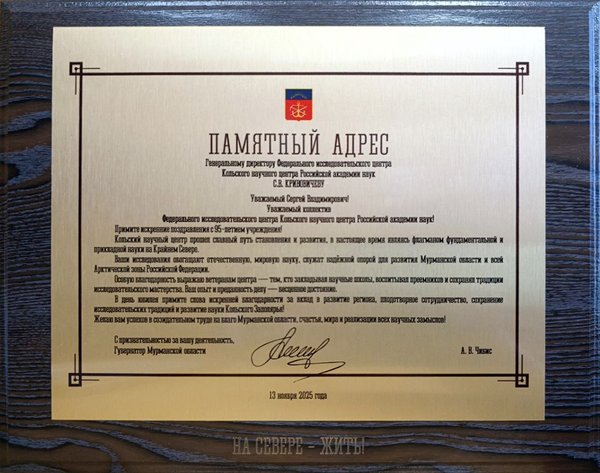 ПАМЯТНЫЙ АДРЕС
Генеральному директору Федерального исследовательского центра
Кольского научного центра Российской академии наук
С.В. КРИВОВИЧЕВУ
Уважаемый Сергей Владимирович!
Уважаемый коллектив
Федерального исследовательского центра Кольского научного центра Российской академии наук!
Примите искренние поздравления с 95-летием учреждения!
Кольский научный центр прошел славный путь становления и развития, в настоящее время являясь флагманом фундаментальной и
прикладной науки на Крайнем Севере.
Ваши исследования обогащают отечественную, мировую науку, служат надёжной опорой для развития Мурманской области и всей
Арктической зоны Российской Федерации.
Особую благодарность выражаю ветеранам центра — тем, кто закладывал научные школы, воспитывал преемников и сохранял традиции
исследовательского мастерства. Ваш опыт и преданность делу — бесценное достояние.
В день юбилея примите слова искренней благодарности за вклад в развитие региона, плодотворное сотрудничество, сохранение
исследовательских традиций и развитие науки Кольского Заполярья!
Желаю вам успехов в созидательном труде на благо Мурманской области, счастья, мира и реализации всех научных замыслов!
С признательностью за вашу деятельность,
Губернатор Мурманской области
А. В. Чибис
13 ноября 2025 года
НА СЕВЕРЕ – ЖИТЬ!